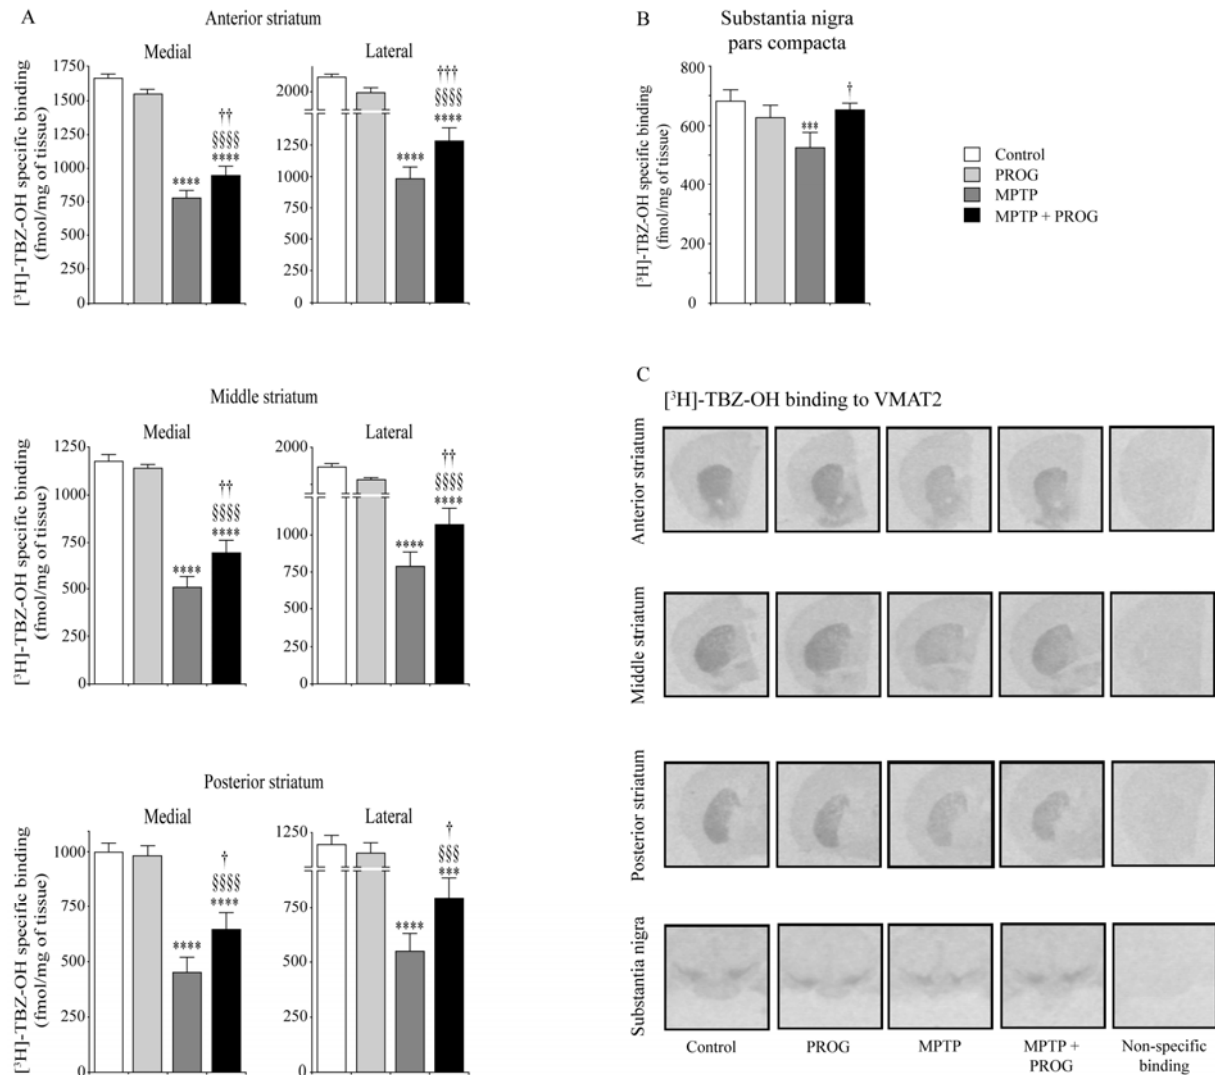 A
Anterior striatum
Medial
Lateral
[³H]-TBZ-OH specific binding
(fmol/mg of tissue)
1750
1500
1250
1000
750
500
250
0
****
††
§§§§
****
2000
1250
1000
750
500
250
0
****
†††
§§§§
****
Middle striatum
Medial
Lateral
[³H]-TBZ-OH specific binding
(fmol/mg of tissue)
1250
1000
750
500
250
0
****
††
§§§§
****
2000
1000
750
500
250
0
****
††
§§§§
****
Posterior striatum
Medial
Lateral
[³H]-TBZ-OH specific binding
(fmol/mg of tissue)
1000
750
500
250
0
****
†
§§§§
****
1250
750
500
250
0
****
†
§§§
***
B
Substantia nigra
pars compacta
[³H]-TBZ-OH specific binding
(fmol/mg of tissue)
800
600
400
200
0
***
†
Control
PROG
MPTP
MPTP + PROG
C
[³H]-TBZ-OH binding to VMAT2
Anterior striatum
Middle striatum
Posterior striatum
Substantia nigra
Control
PROG
MPTP
MPTP +
PROG
Non-specific
binding